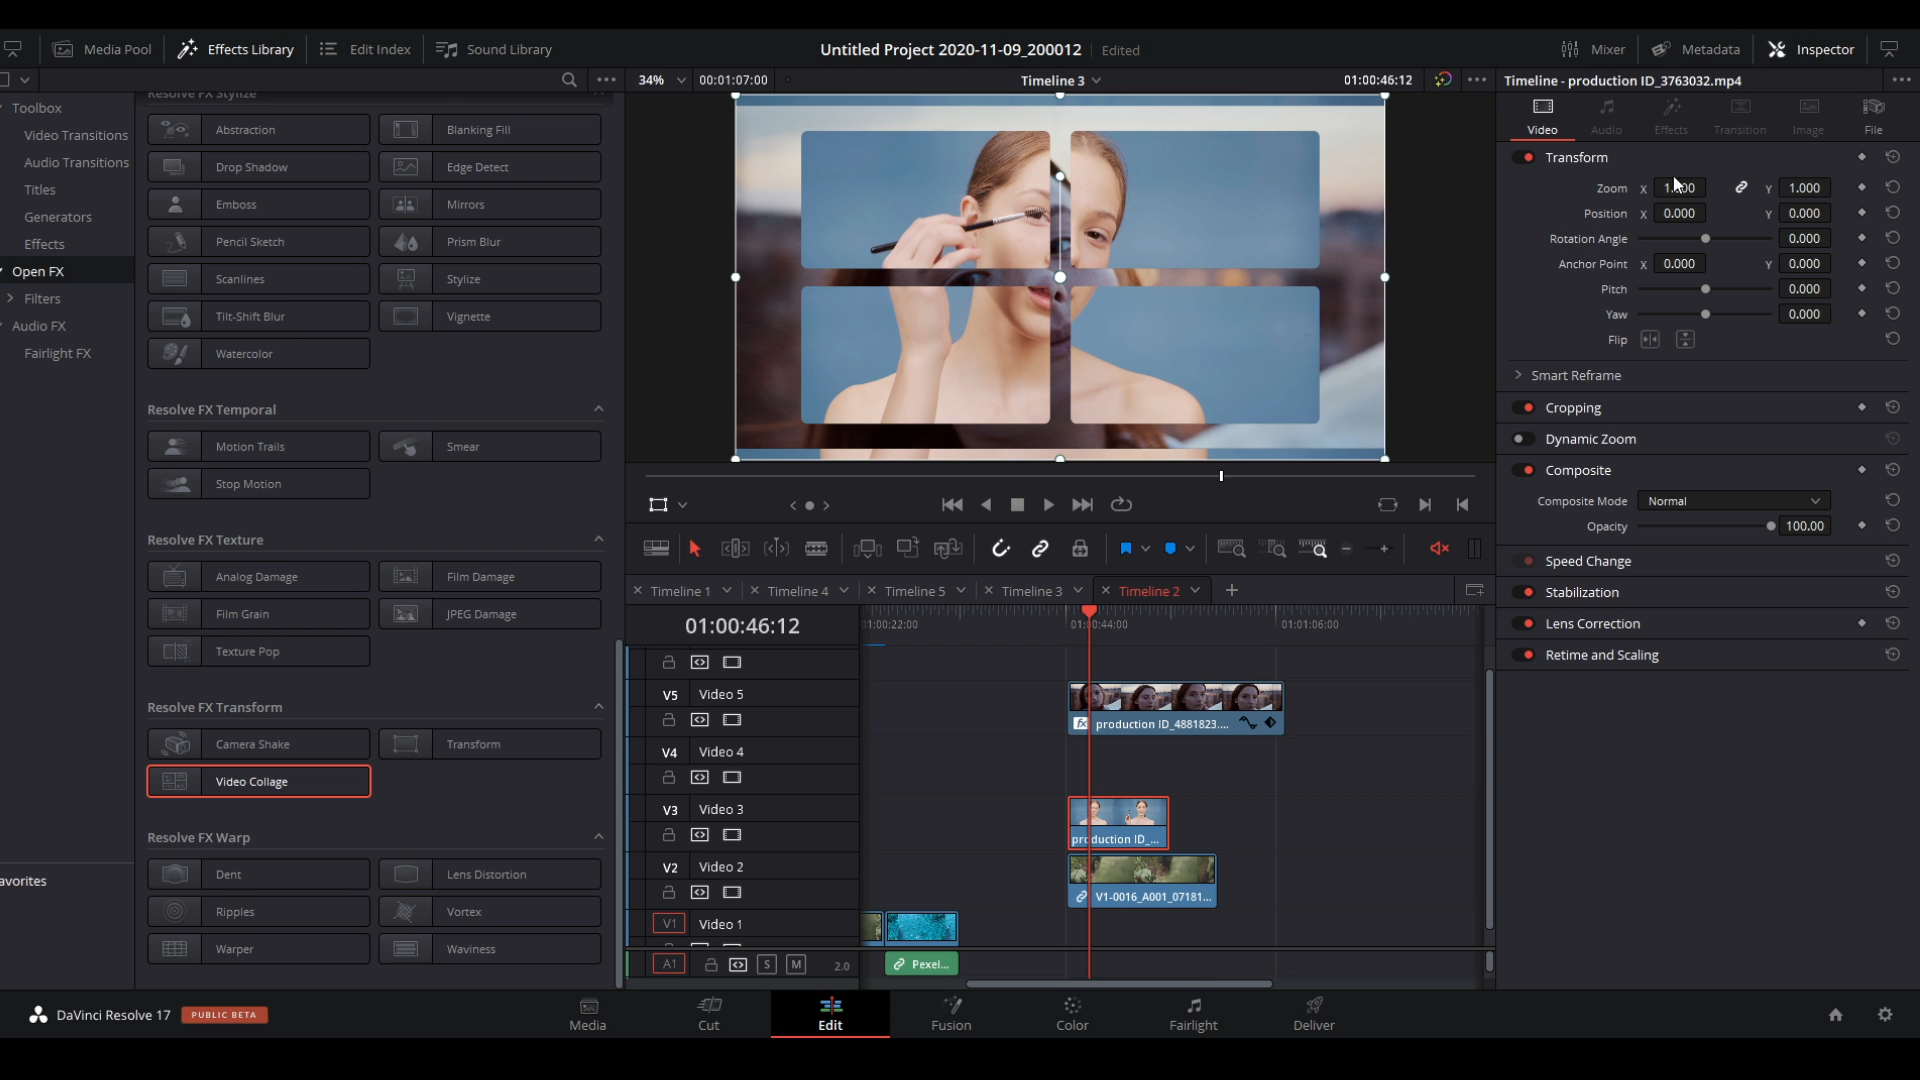 Media Pool
Effects Library
Edit Index
Sound Library
Untitled Project 2020-11-09_200012
Edited
Mixer
Metadata
Inspector
34%
00:01:07:00
Timeline 3
01:00:46:12
Timeline - production ID_3763032.mp4
Toolbox
Video Transitions
Audio Transitions
Titles
Generators
Effects
Open FX
Filters
Audio FX
Fairlight FX
avorites
Resolve FX Stylize
Abstraction
Blanking Fill
Drop Shadow
Edge Detect
Emboss
Mirrors
Pencil Sketch
Prism Blur
Scanlines
Stylize
Tilt-Shift Blur
Vignette
Watercolor
Resolve FX Temporal
Motion Trails
Smear
Stop Motion
Resolve FX Texture
Analog Damage
Film Damage
Film Grain
JPEG Damage
Texture Pop
Resolve FX Transform
Camera Shake
Transform
Video Collage
Resolve FX Warp
Dent
Lens Distortion
Ripples
Vortex
Warper
Waviness
Video
Audio
Effects
Transition
Image
File
Transform
Zoom X Y 1.000
Position X 0.000 Y 0.000
Rotation Angle 0.000
Anchor Point X 0.000 Y 0.000
Pitch 0.000
Yaw 0.000
Flip
Smart Reframe
Cropping
Dynamic Zoom
Composite
Composite Mode Normal
Opacity 100.00
Speed Change
Stabilization
Lens Correction
Retime and Scaling
Timeline 1
Timeline 4
Timeline 5
Timeline 3
Timeline 2
01:00:46:12
01:00:22:00
01:00:44:00
01:01:06:00
V5 Video 5
production ID_4881823....
V4 Video 4
V3 Video 3
production ID_...
V2 Video 2
V1-0016_A001_07181...
V1 Video 1
A1 S M 2.0
Pexel...
DaVinci Resolve 17
PUBLIC BETA
Media
Cut
Edit
Fusion
Color
Fairlight
Deliver